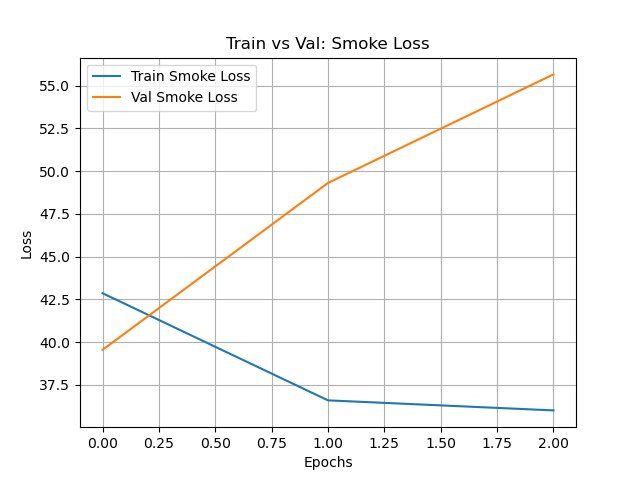 Train vs Val: Smoke Loss
Train Smoke Loss
Val Smoke Loss
55.0
52.5
50.0
47.5
45.0
42.5
40.0
37.5
Loss
0.00 0.25 0.50 0.75 1.00 1.25 1.50 1.75 2.00
Epochs